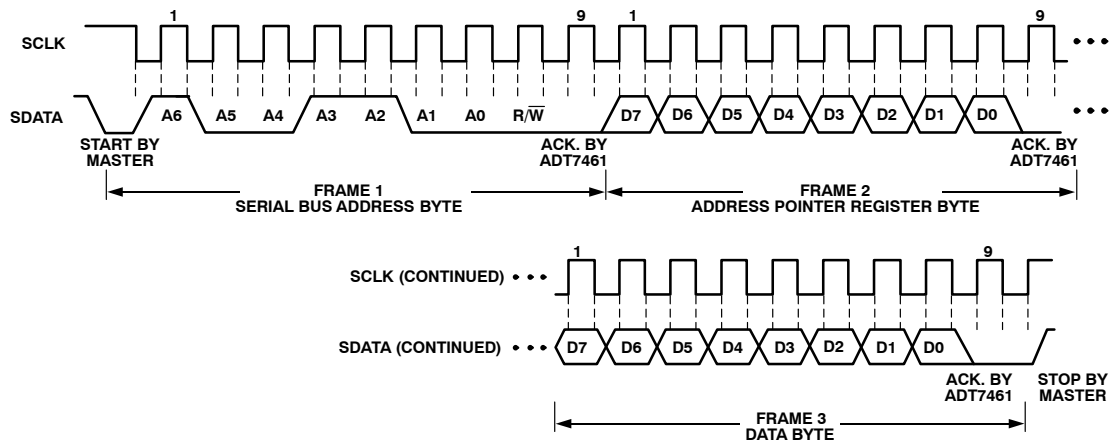 1 9 1 9
SCLK • • •
SDATA A6 A5 A4 A3 A2 A1 A0 R/W̅ D7 D6 D5 D4 D3 D2 D1 D0 • • •
START BY MASTER
ACK. BY ADT7461
ACK. BY ADT7461
FRAME 1
SERIAL BUS ADDRESS BYTE
FRAME 2
ADDRESS POINTER REGISTER BYTE
1 9
SCLK (CONTINUED) • • •
SDATA (CONTINUED) • • • D7 D6 D5 D4 D3 D2 D1 D0
ACK. BY ADT7461
STOP BY MASTER
FRAME 3
DATA BYTE